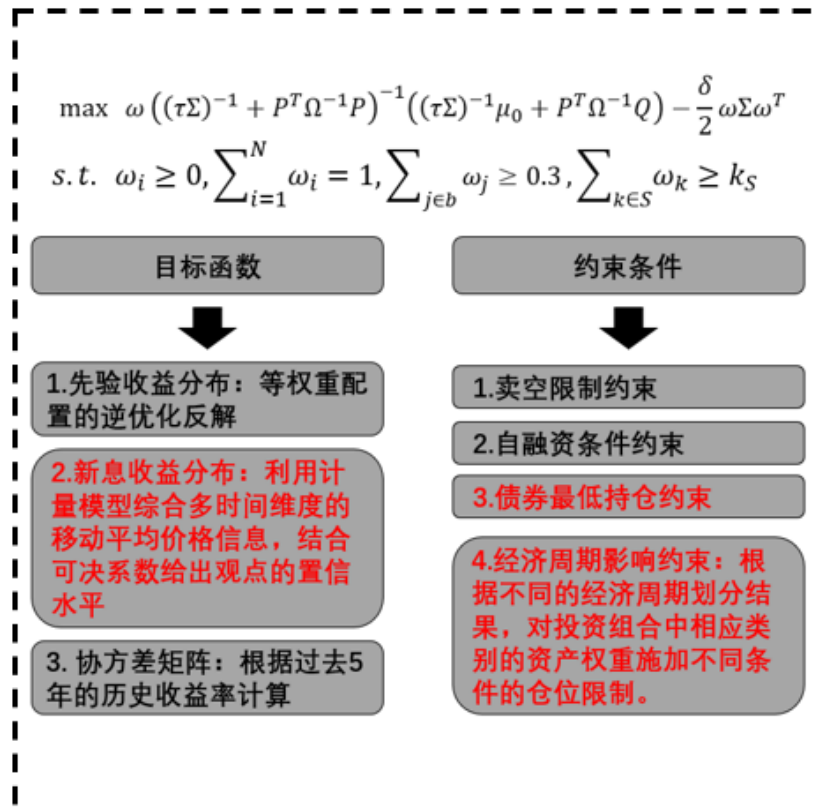 max ω((τΣ)⁻¹ + PᵀΩ⁻¹P)⁻¹((τΣ)⁻¹μ₀ + PᵀΩ⁻¹Q) − δ/2 ωΣωᵀ
s.t. ωᵢ ≥ 0, ∑ᵢ₌₁ᴺ ωᵢ = 1, ∑_{j∈b} ωⱼ ≥ 0.3, ∑_{k∈S} ωₖ ≥ k_S
目标函数
1.先验收益分布：等权重配
置的逆优化反解
2.新息收益分布：利用计
量模型综合多时间维度的
移动平均价格信息，结合
可决系数给出观点的置信
水平
3. 协方差矩阵：根据过去5
年的历史收益率计算
约束条件
1.卖空限制约束
2.自融资条件约束
3.债券最低持仓约束
4.经济周期影响约束：根
据不同的经济周期划分结
果，对投资组合中相应类
别的资产权重施加不同条
件的仓位限制。